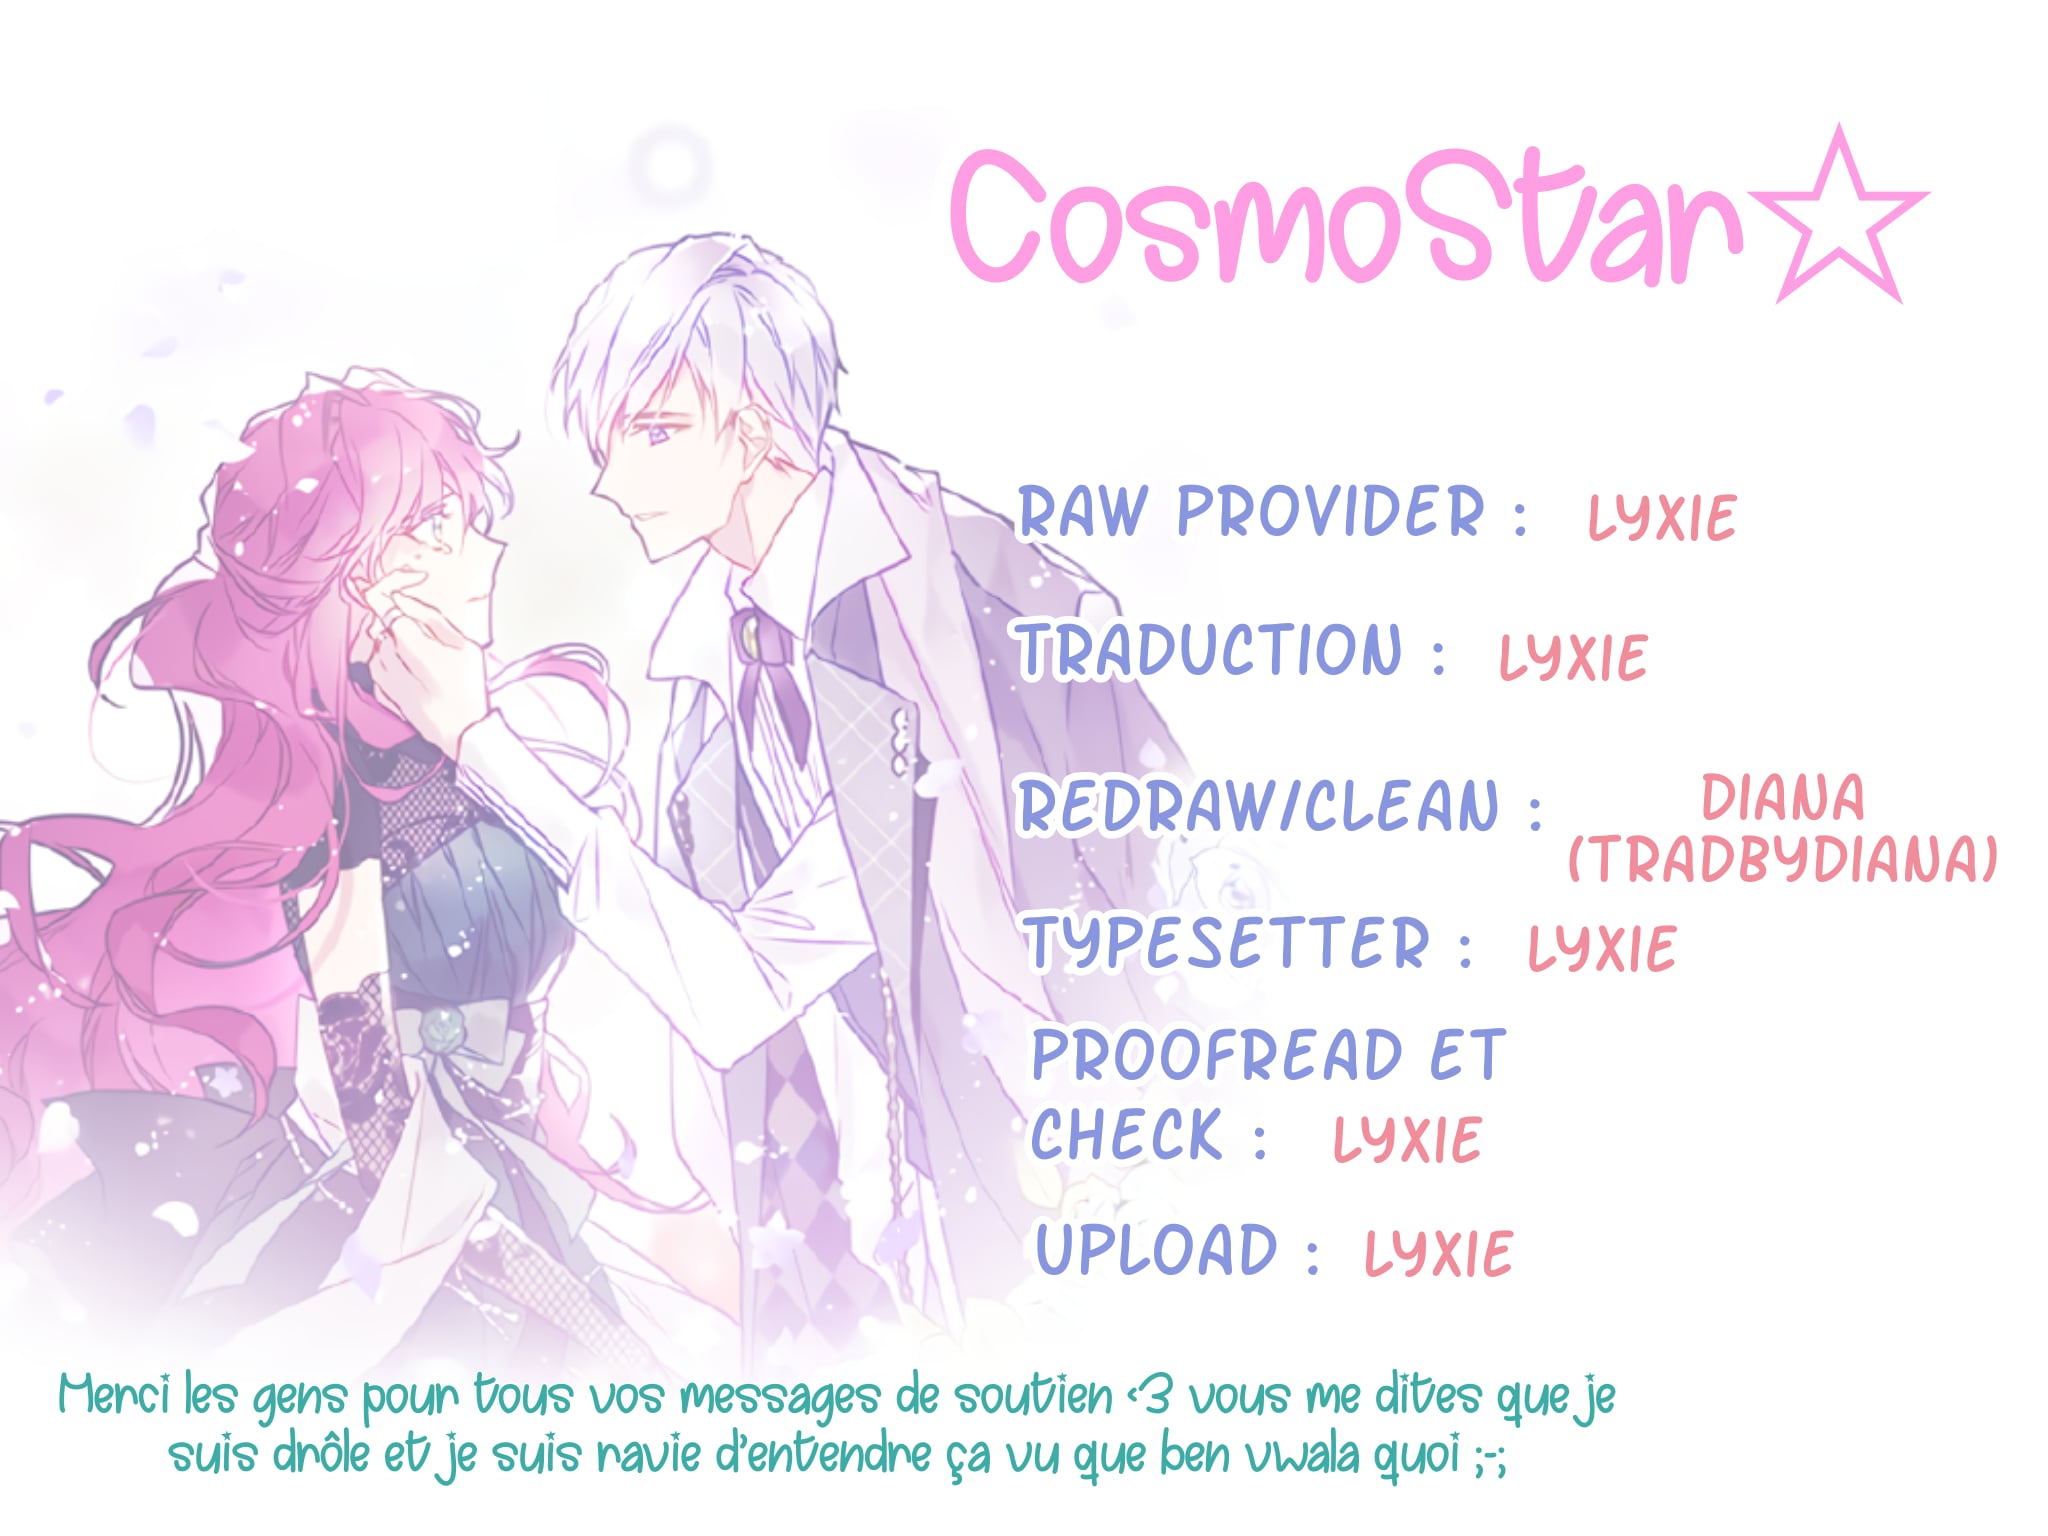 CosmoStar☆
RAW PROVIDER : LYXIE
TRADUCTION : LYXIE
REDRAW/CLEAN : DIANA
(TRADBYDIANA)
TYPESETTER : LYXIE
PROOFREAD ET
CHECK : LYXIE
UPLOAD : LYXIE
Merci les gens pour tous vos messages de soutien <3 vous me dites que je
suis drôle et je suis ravie d'entendre ça vu que ben vwala quoi ;-;